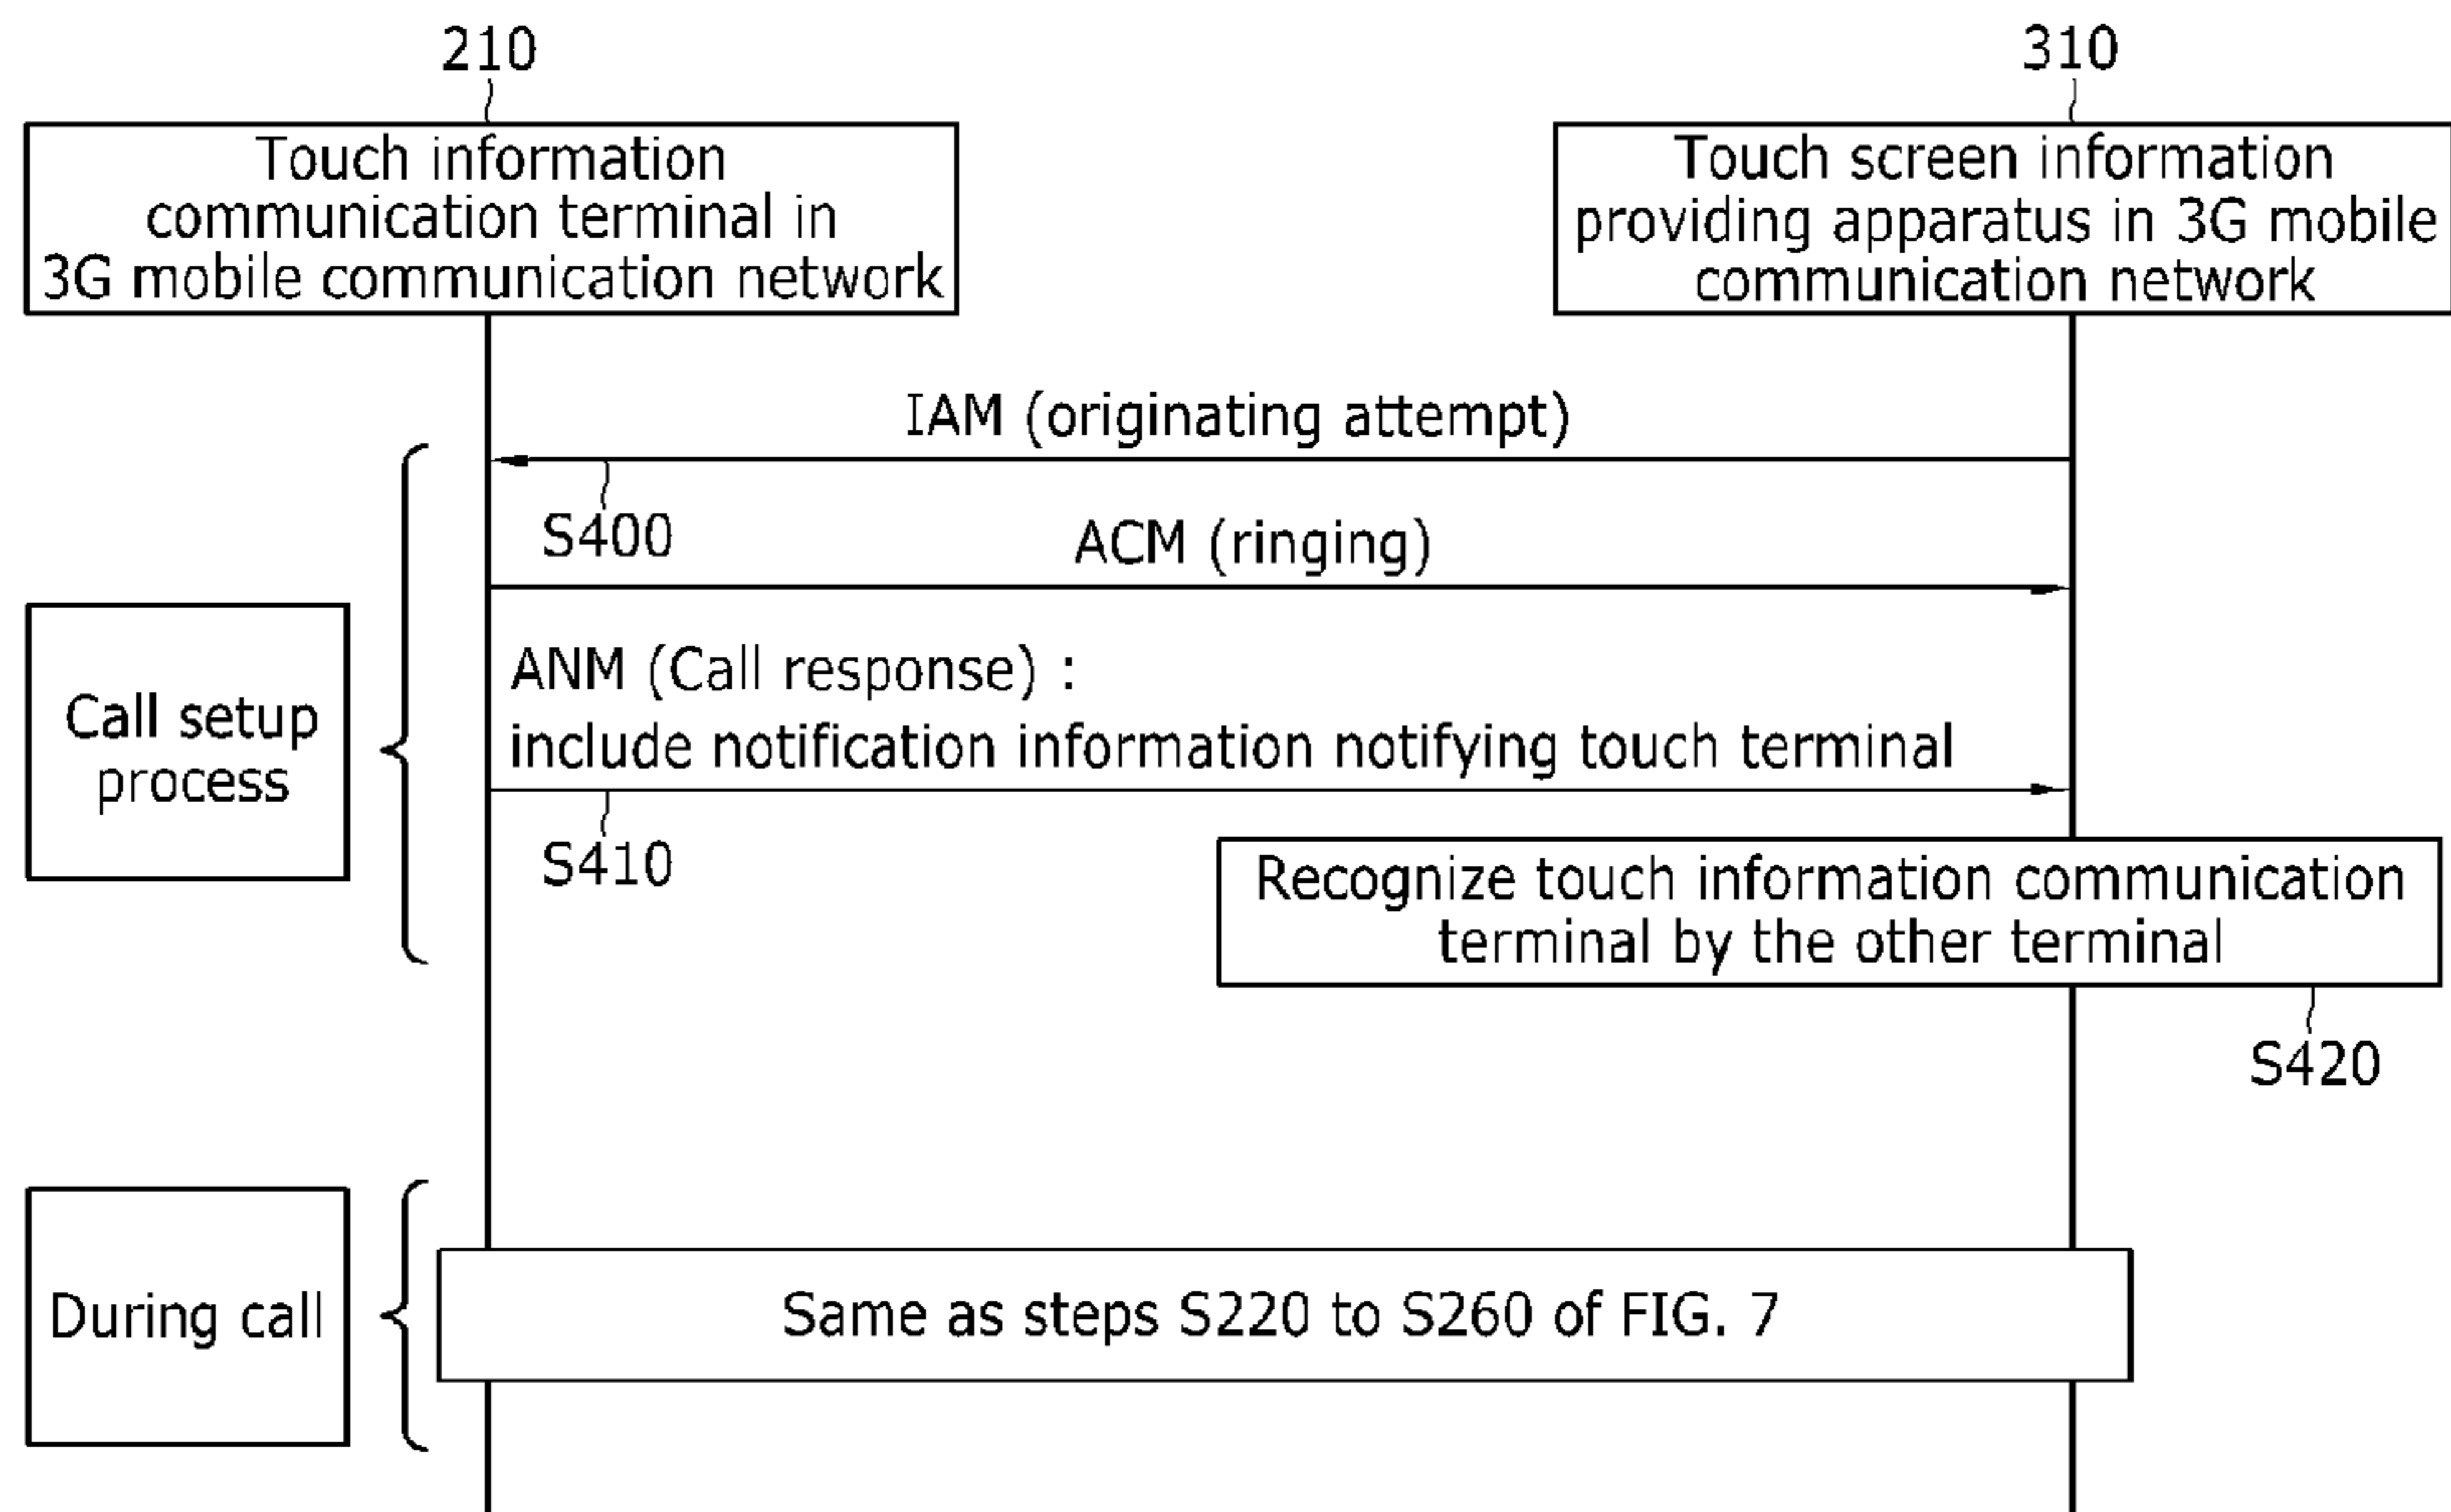 210
310
Touch information
communication terminal in
3G mobile communication network
Touch screen information
providing apparatus in 3G mobile
communication network
IAM (originating attempt)
S400
ACM (ringing)
ANM (Call response) :
include notification information notifying touch terminal
Call setup
process
S410
Recognize touch information communication
terminal by the other terminal
S420
During call
Same as steps S220 to S260 of FIG. 7